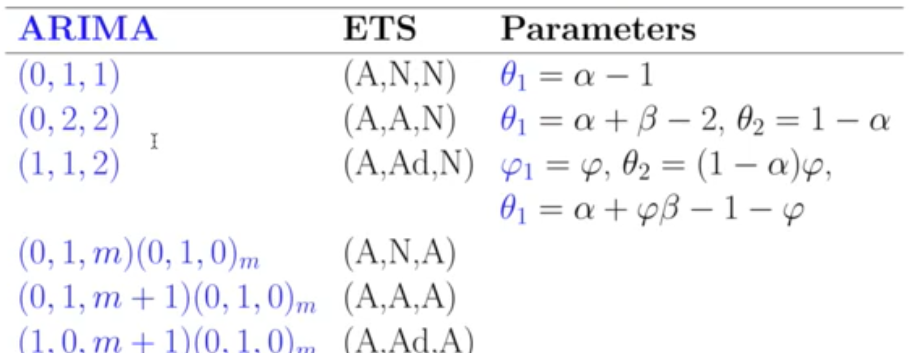 ARIMA ETS Parameters
(0, 1, 1) (A,N,N) θ₁ = α − 1
(0, 2, 2) (A,A,N) θ₁ = α + β − 2, θ₂ = 1 − α
(1, 1, 2) (A,Ad,N) φ₁ = φ, θ₂ = (1 − α)φ,
θ₁ = α + φβ − 1 − φ
(0, 1, m)(0, 1, 0)ₘ (A,N,A)
(0, 1, m + 1)(0, 1, 0)ₘ (A,A,A)
(1, 0, m + 1)(0, 1, 0)ₘ (A,Ad,A)